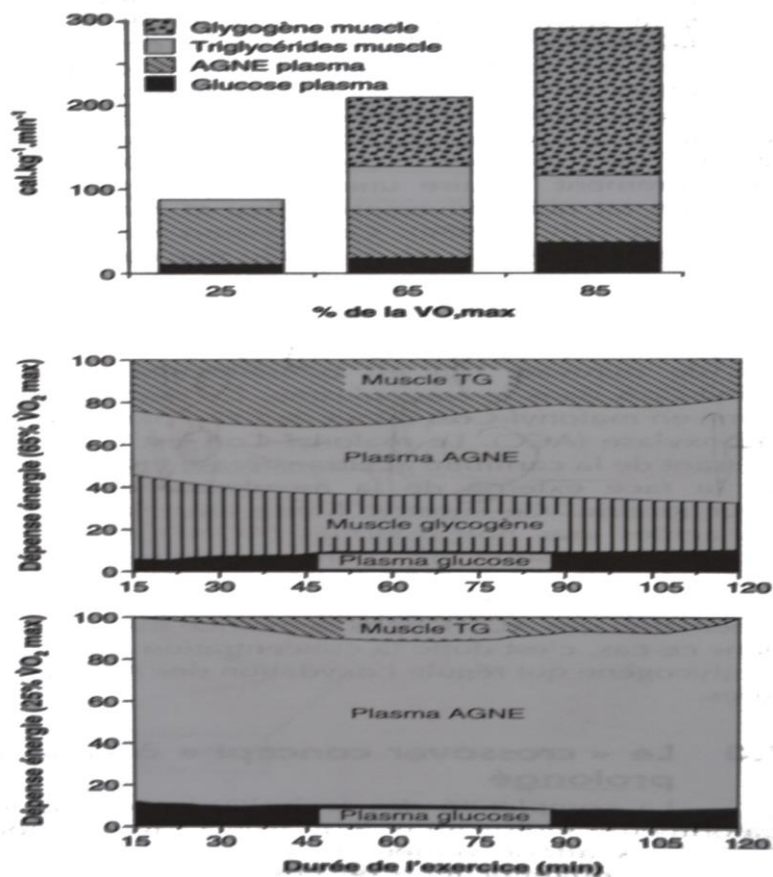 300
200
100
0
cal.kg⁻¹.min⁻¹
Glygogène muscle
Triglycérides muscle
AGNE plasma
Glucose plasma
25 65 85
% de la VO₂max
Dépense énergie (65% V̇O₂ max)
100
80
60
40
20
0
Muscle TG
Plasma AGNE
Muscle glycogène
Plasma glucose
15 30 45 60 75 90 105 120
Dépense énergie (25% V̇O₂ max)
100
80
60
40
20
0
Muscle TG
Plasma AGNE
Plasma glucose
15 30 45 60 75 90 105 120
Durée de l'exercice (min)